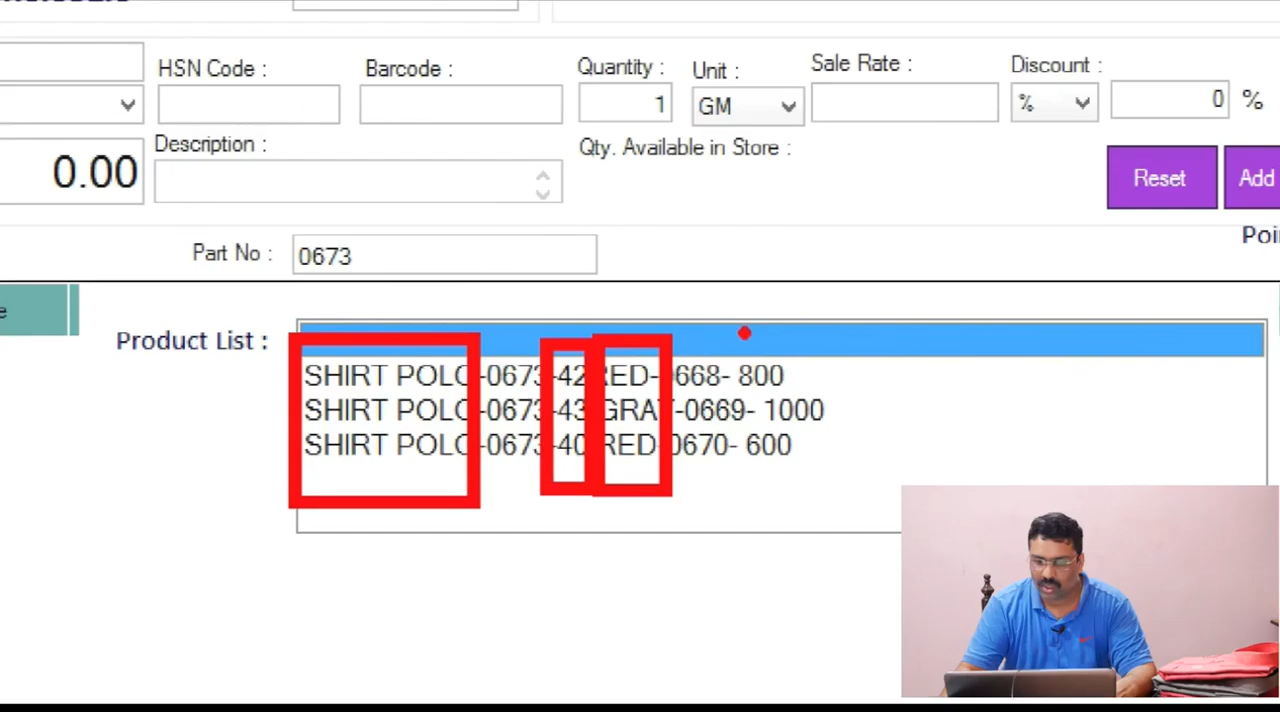 HSN Code :
Barcode :
Quantity :
Unit :
Sale Rate :
Discount :
1
GM
%
0
%
Description :
Qty. Available in Store :
0.00
Reset
Add
Part No :
0673
Product List :
SHIRT POLO-0673-42-RED-0668- 800
SHIRT POLO-0673-43-GRAY-0669- 1000
SHIRT POLO-0673-40-RED-0670- 600